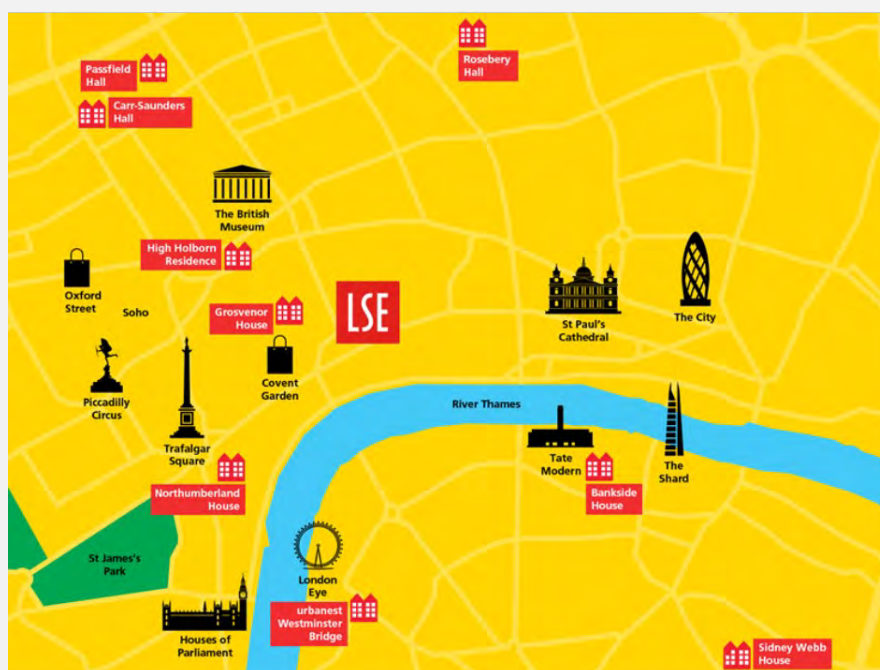 Rosebery
Hall
Passfield
Hall
Carr-Saunders
Hall
The British
Museum
High Holborn
Residence
Oxford
Street
Soho
Grosvenor
House
LSE
St Paul's
Cathedral
The City
Piccadilly
Circus
Covent
Garden
Trafalgar
Square
River Thames
Tate
Modern
The
Shard
Northumberland
House
Bankside
House
St James's
Park
London
Eye
urbanest
Westminster
Bridge
Houses of
Parliament
Sidney Webb
House